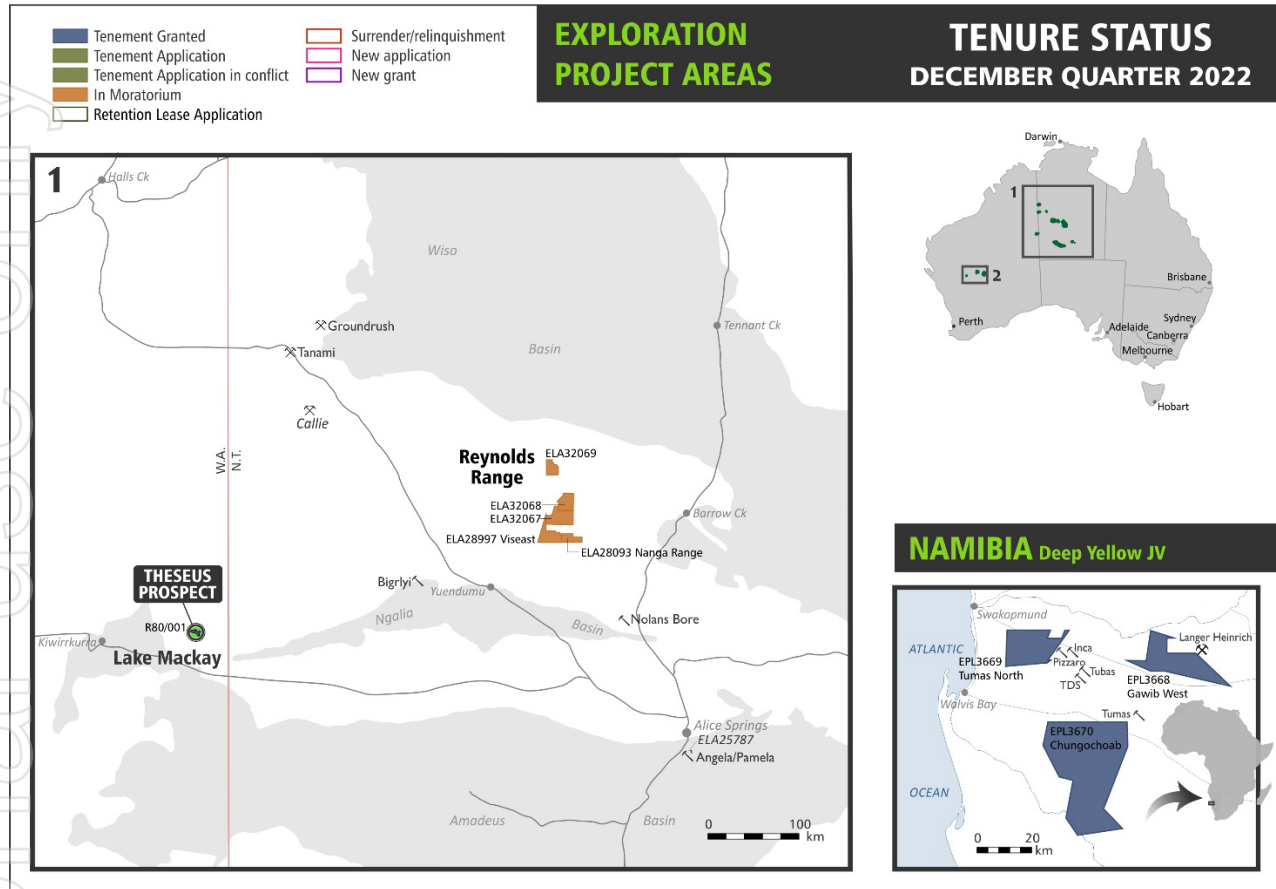 Tenement Granted
Tenement Application
Tenement Application in conflict
In Moratorium
Retention Lease Application
Surrender/relinquishment
New application
New grant
EXPLORATION
PROJECT AREAS
TENURE STATUS
DECEMBER QUARTER 2022
1
Halls Ck
Wiso
Groundrush
Tennant Ck
Tanami
Basin
Callie
W.A.
N.T.
Reynolds
Range
ELA32069
ELA32068
ELA32067
Barrow Ck
ELA28997 Viseast
ELA28093 Nanga Range
THESEUS
PROSPECT
Bigrlyi
Yuendumu
Ngalia
Basin
Nolans Bore
R80/001
Kiwirrkurra
Lake Mackay
Alice Springs
ELA25787
Angela/Pamela
Amadeus
Basin
0 100
km
Darwin
1
2
Brisbane
Perth
Sydney
Adelaide
Canberra
Melbourne
Hobart
NAMIBIA Deep Yellow JV
Swakopmund
ATLANTIC
Langer Heinrich
Inca
Pizzaro
EPL3669
Tumas North
Tubas
TDS
EPL3668
Gawib West
Walvis Bay
Tumas
EPL3670
Chungochoab
OCEAN
0 20
km